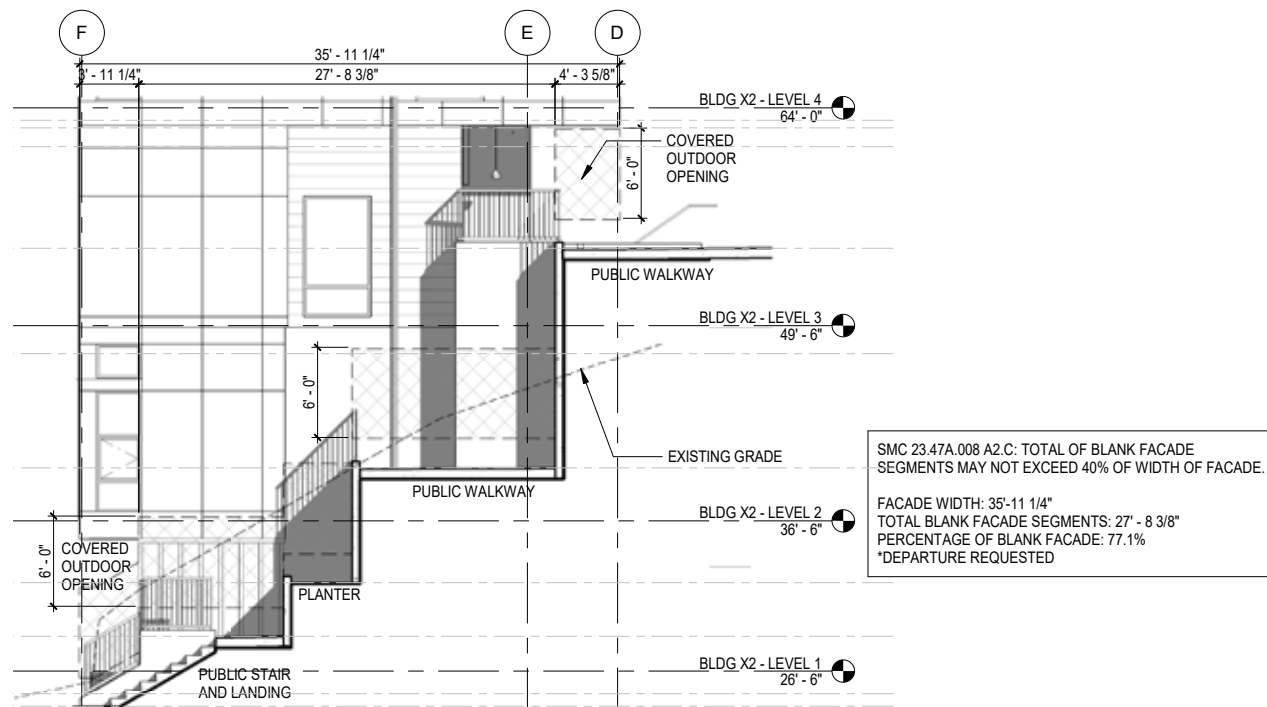 F
E
D
35' - 11 1/4"
3' - 11 1/4"
27' - 8 3/8"
4' - 3 5/8"
BLDG X2 - LEVEL 4
64' - 0"
COVERED
OUTDOOR
OPENING
6' - 0"
PUBLIC WALKWAY
BLDG X2 - LEVEL 3
49' - 6"
6' - 0"
EXISTING GRADE
PUBLIC WALKWAY
BLDG X2 - LEVEL 2
36' - 6"
COVERED
OUTDOOR
OPENING
6' - 0"
PLANTER
PUBLIC STAIR
AND LANDING
BLDG X2 - LEVEL 1
26' - 6"
SMC 23.47A.008 A2.C: TOTAL OF BLANK FACADE
SEGMENTS MAY NOT EXCEED 40% OF WIDTH OF FACADE.
FACADE WIDTH: 35'-11 1/4"
TOTAL BLANK FACADE SEGMENTS: 27' - 8 3/8"
PERCENTAGE OF BLANK FACADE: 77.1%
*DEPARTURE REQUESTED